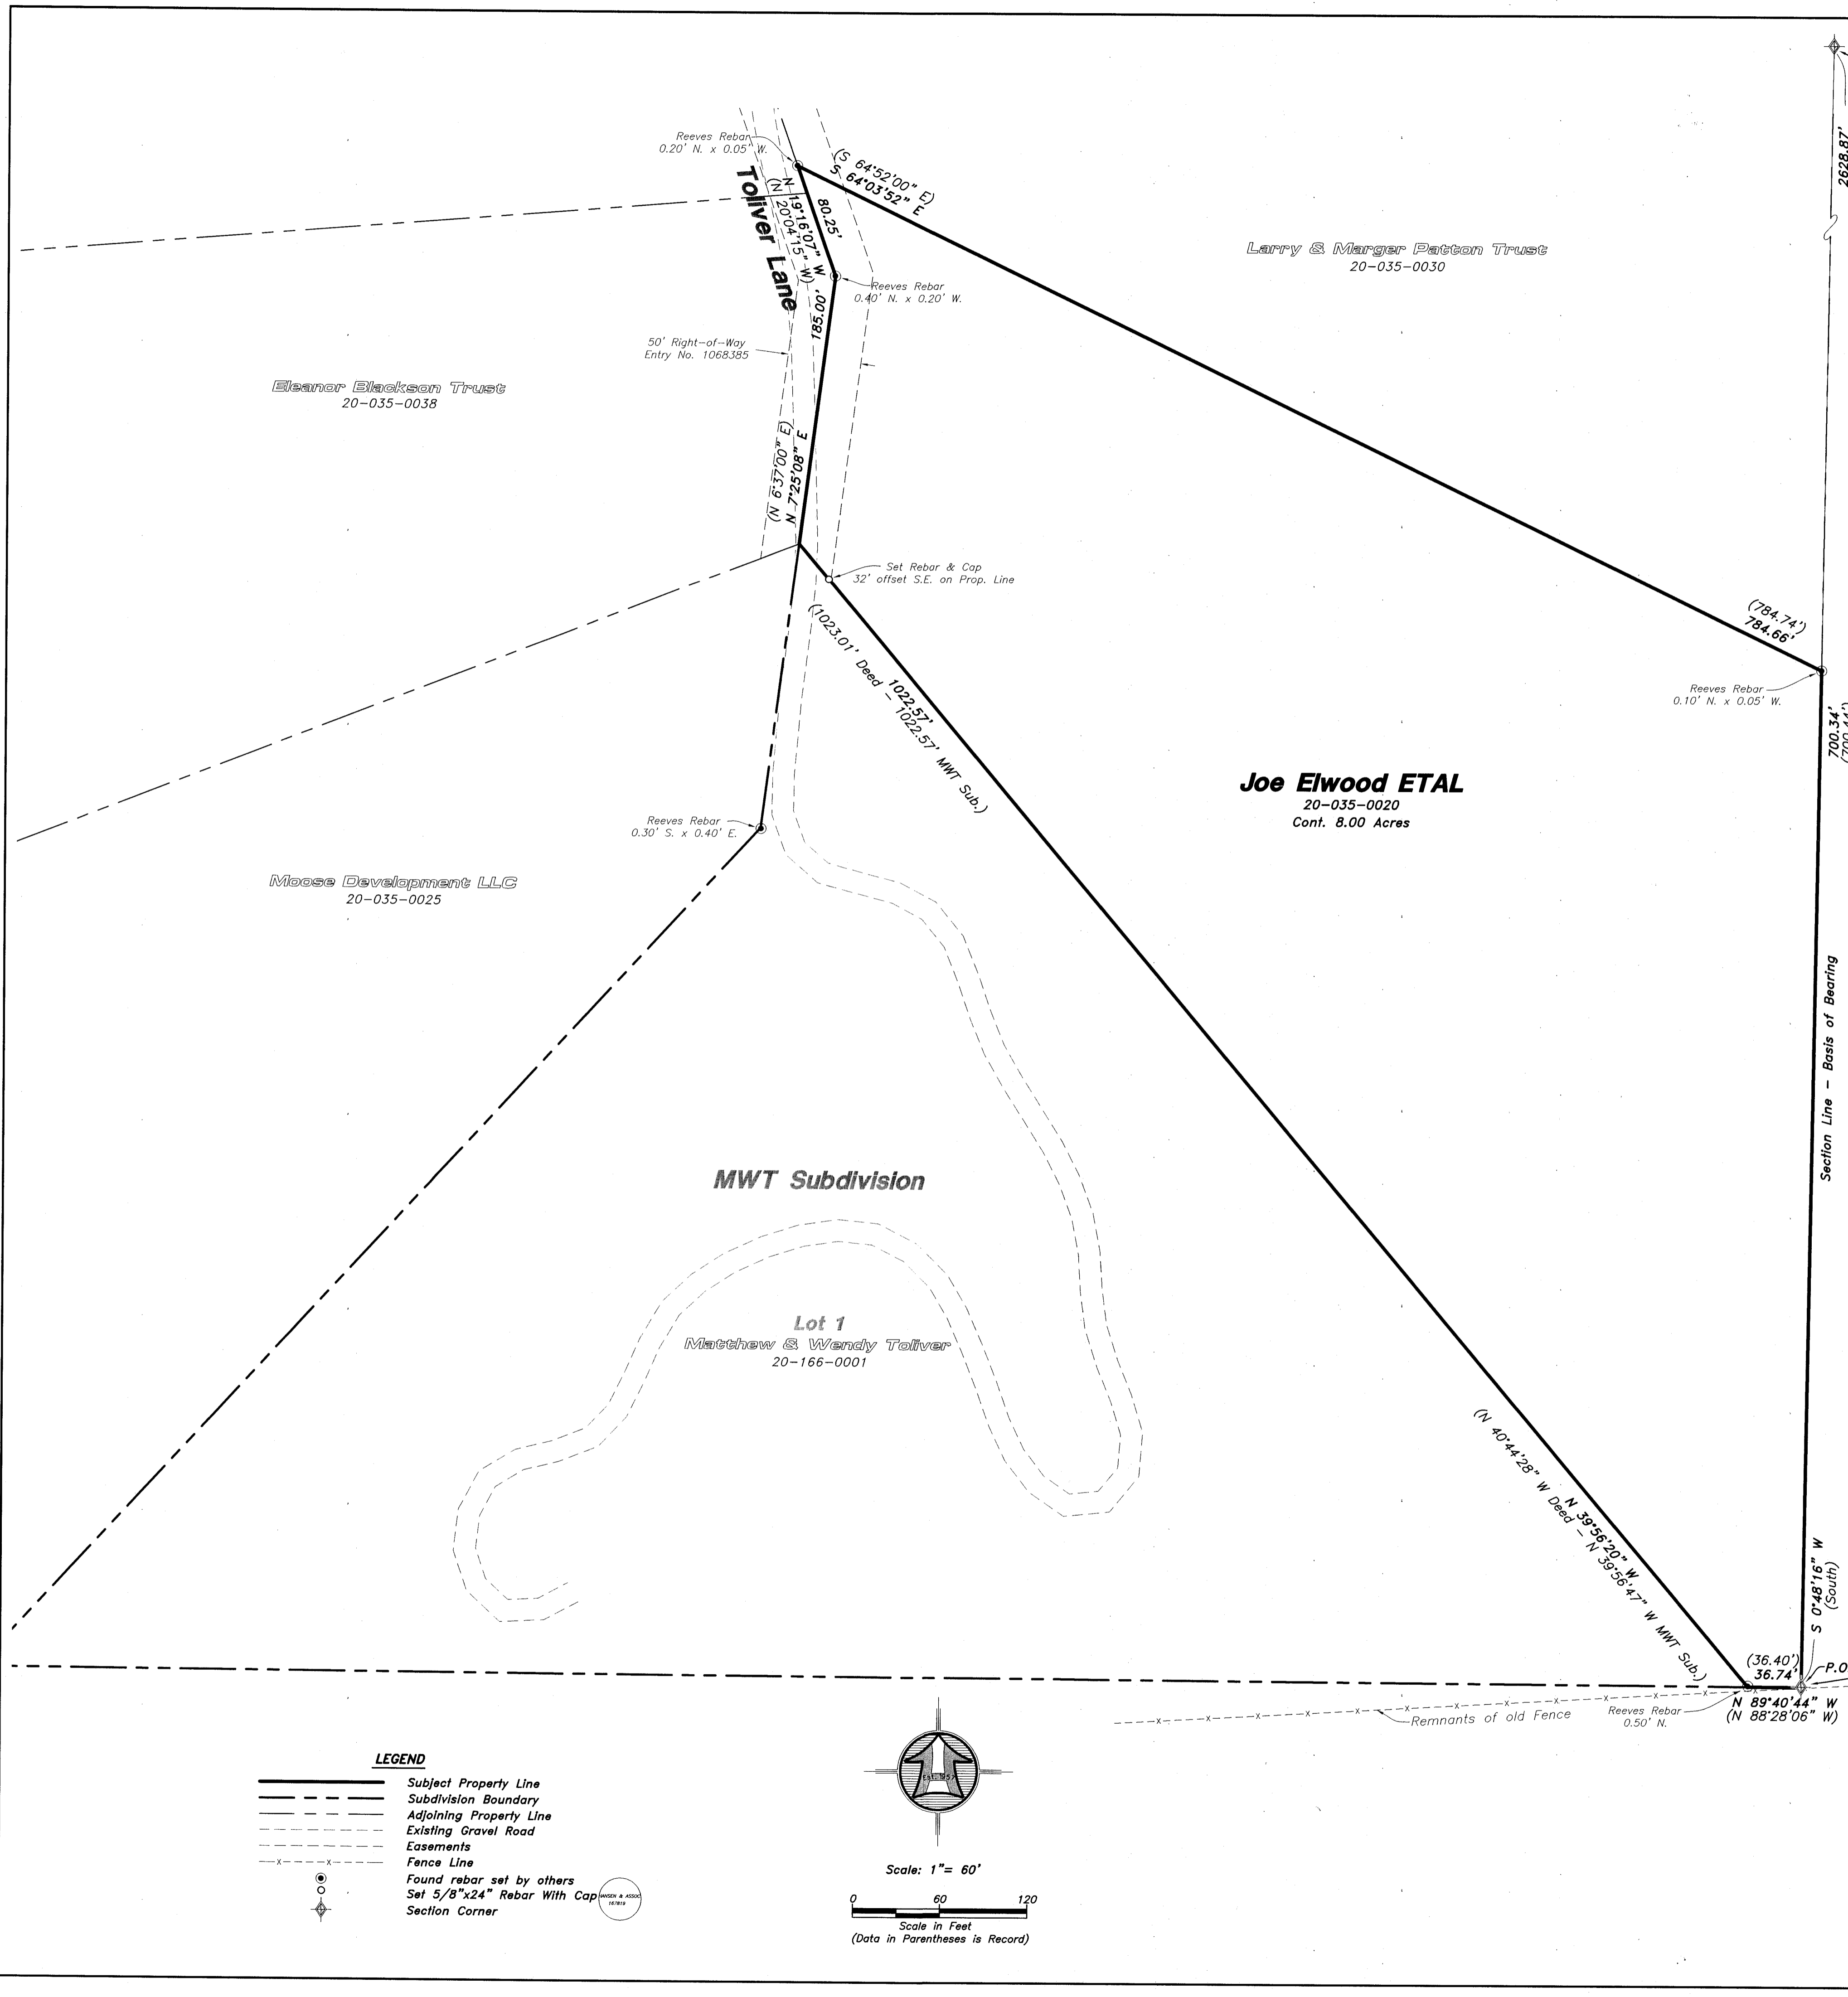 2628.87'
Reeves Rebar
0.20' N. x 0.05' W.
(S 64°52'00" E)
S 64°03'52" E
Toliver Lane
80.25'
N 19°16'07" W
(N 20°04'15" W)
Larry & Marger Patton Trust
20-035-0030
Reeves Rebar
0.40' N. x 0.20' W.
185.00'
50' Right-of-Way
Entry No. 1068385
Eleanor Blackson Trust
20-035-0038
(N 6°37'00" E)
N 7°25'08" E
Set Rebar & Cap
32' offset S.E. on Prop. Line
(784.74')
784.66'
1022.57'
(1023.01' Deed - 1022.57' MWT Sub.)
Reeves Rebar
0.10' N. x 0.05' W.
700.34'
(700.44')
Joe Elwood ETAL
20-035-0020
Cont. 8.00 Acres
Reeves Rebar
0.30' S. x 0.40' E.
Moose Development LLC
20-035-0025
Section Line - Basis of Bearing
MWT Subdivision
Lot 1
Matthew & Wendy Toliver
20-166-0001
N 39°56'20" W
(N 40°44'28" W Deed - N 39°56'47" W MWT Sub.)
S 0°48'16" W
(South)
(36.40')
36.74'
P.O
N 89°40'44" W
(N 88°28'06" W)
Reeves Rebar
0.50' N.
Remnants of old Fence
LEGEND
Subject Property Line
Subdivision Boundary
Adjoining Property Line
Existing Gravel Road
Easements
Fence Line
Found rebar set by others
Set 5/8"x24" Rebar With Cap
HANSEN & ASSOC
167819
Section Corner
Est. 1957
Scale: 1"= 60'
0 60 120
Scale in Feet
(Data in Parentheses is Record)